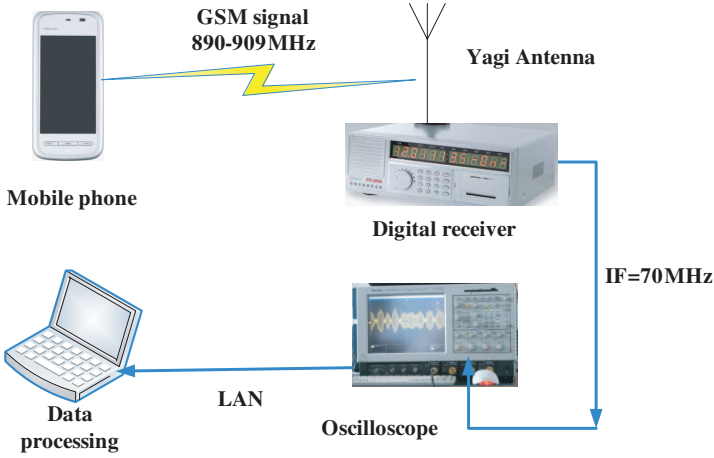 GSM signal
890-909MHz
Yagi Antenna
Mobile phone
Digital receiver
IF=70MHz
LAN
Data
processing
Oscilloscope